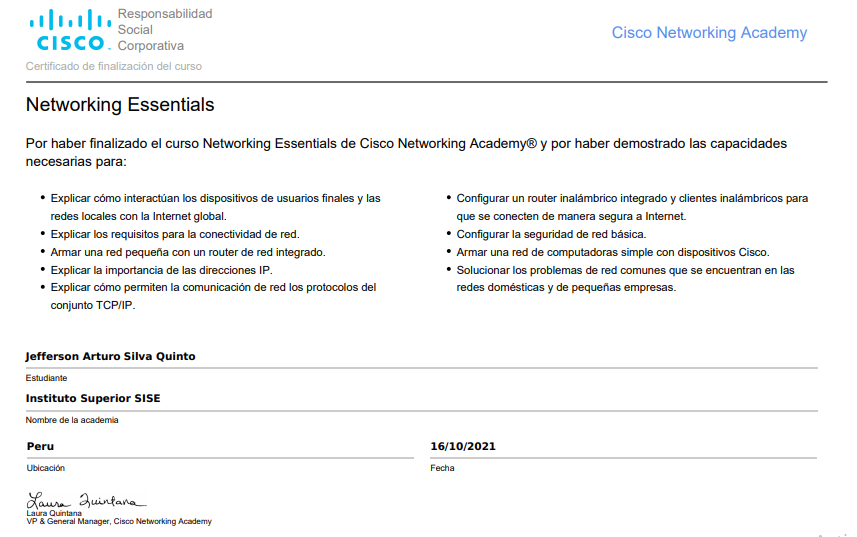 CISCO.
Responsabilidad
Social
Corporativa
Cisco Networking Academy
Certificado de finalización del curso
Networking Essentials
Por haber finalizado el curso Networking Essentials de Cisco Networking Academy® y por haber demostrado las capacidades
necesarias para:
• Explicar cómo interactúan los dispositivos de usuarios finales y las
redes locales con la Internet global.
• Explicar los requisitos para la conectividad de red.
• Armar una red pequeña con un router de red integrado.
• Explicar la importancia de las direcciones IP.
• Explicar cómo permiten la comunicación de red los protocolos del
conjunto TCP/IP.
• Configurar un router inalámbrico integrado y clientes inalámbricos para
que se conecten de manera segura a Internet.
• Configurar la seguridad de red básica.
• Armar una red de computadoras simple con dispositivos Cisco.
• Solucionar los problemas de red comunes que se encuentran en las
redes domésticas y de pequeñas empresas.
Jefferson Arturo Silva Quinto
Estudiante
Instituto Superior SISE
Nombre de la academia
Peru
Ubicación
16/10/2021
Fecha
Laura Quintana
Laura Quintana
VP & General Manager, Cisco Networking Academy